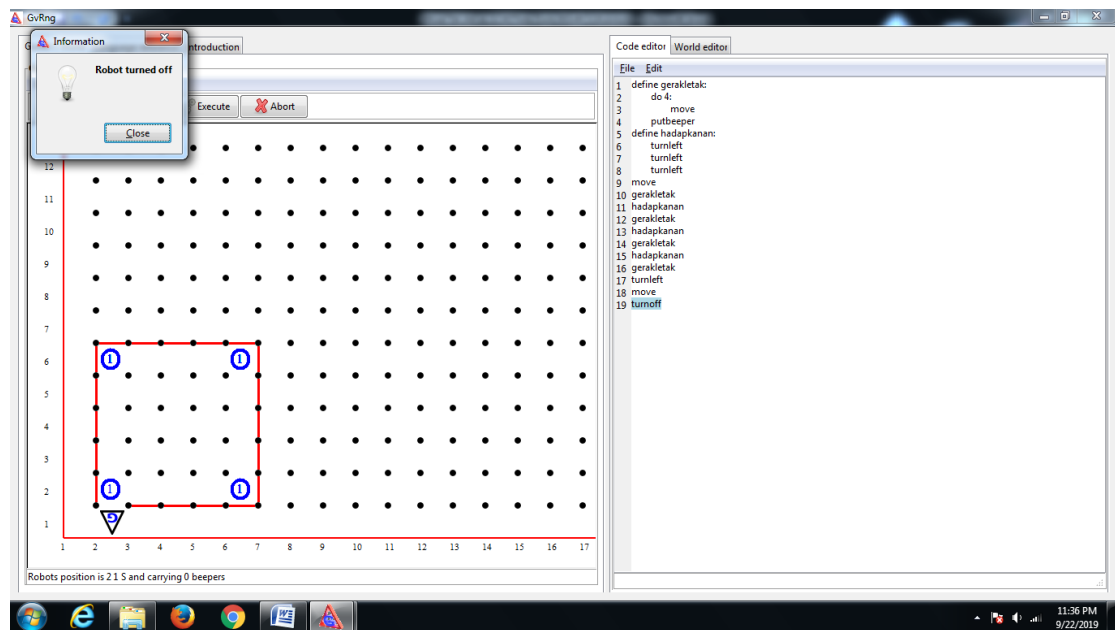 GvRng
Information
Robot turned off
Close
ntroduction
Execute
Abort
12
11
10
9
8
7
6
5
4
3
2
1
1
1
1
1
G
1 2 3 4 5 6 7 8 9 10 11 12 13 14 15 16 17
Robots position is 2 1 S and carrying 0 beepers
Code editor World editor
File Edit
1 define gerakletak:
2 do 4:
3 move
4 putbeeper
5 define hadapkanan:
6 turnleft
7 turnleft
8 turnleft
9 move
10 gerakletak
11 hadapkanan
12 gerakletak
13 hadapkanan
14 gerakletak
15 hadapkanan
16 gerakletak
17 turnleft
18 move
19 turnoff
11:36 PM
9/22/2019